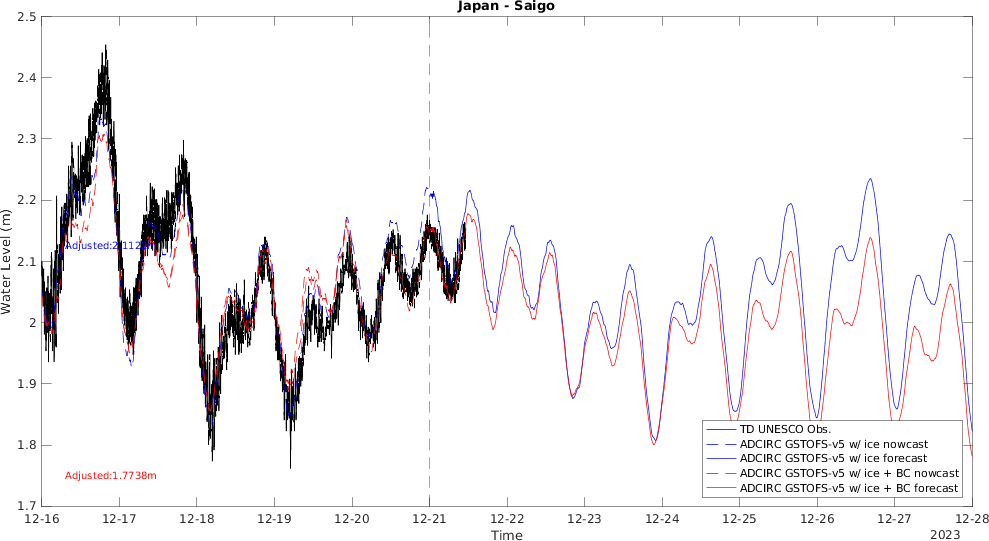 Japan - Saigo
Water Level (m)
2.5
2.4
2.3
2.2
2.1
2
1.9
1.8
1.7
Adjusted:2.112
Adjusted:1.7738m
TD UNESCO Obs.
ADCIRC GSTOFS-v5 w/ ice nowcast
ADCIRC GSTOFS-v5 w/ ice forecast
ADCIRC GSTOFS-v5 w/ ice + BC nowcast
ADCIRC GSTOFS-v5 w/ ice + BC forecast
12-16 12-17 12-18 12-19 12-20 12-21 12-22 12-23 12-24 12-25 12-26 12-27 12-28
Time
2023